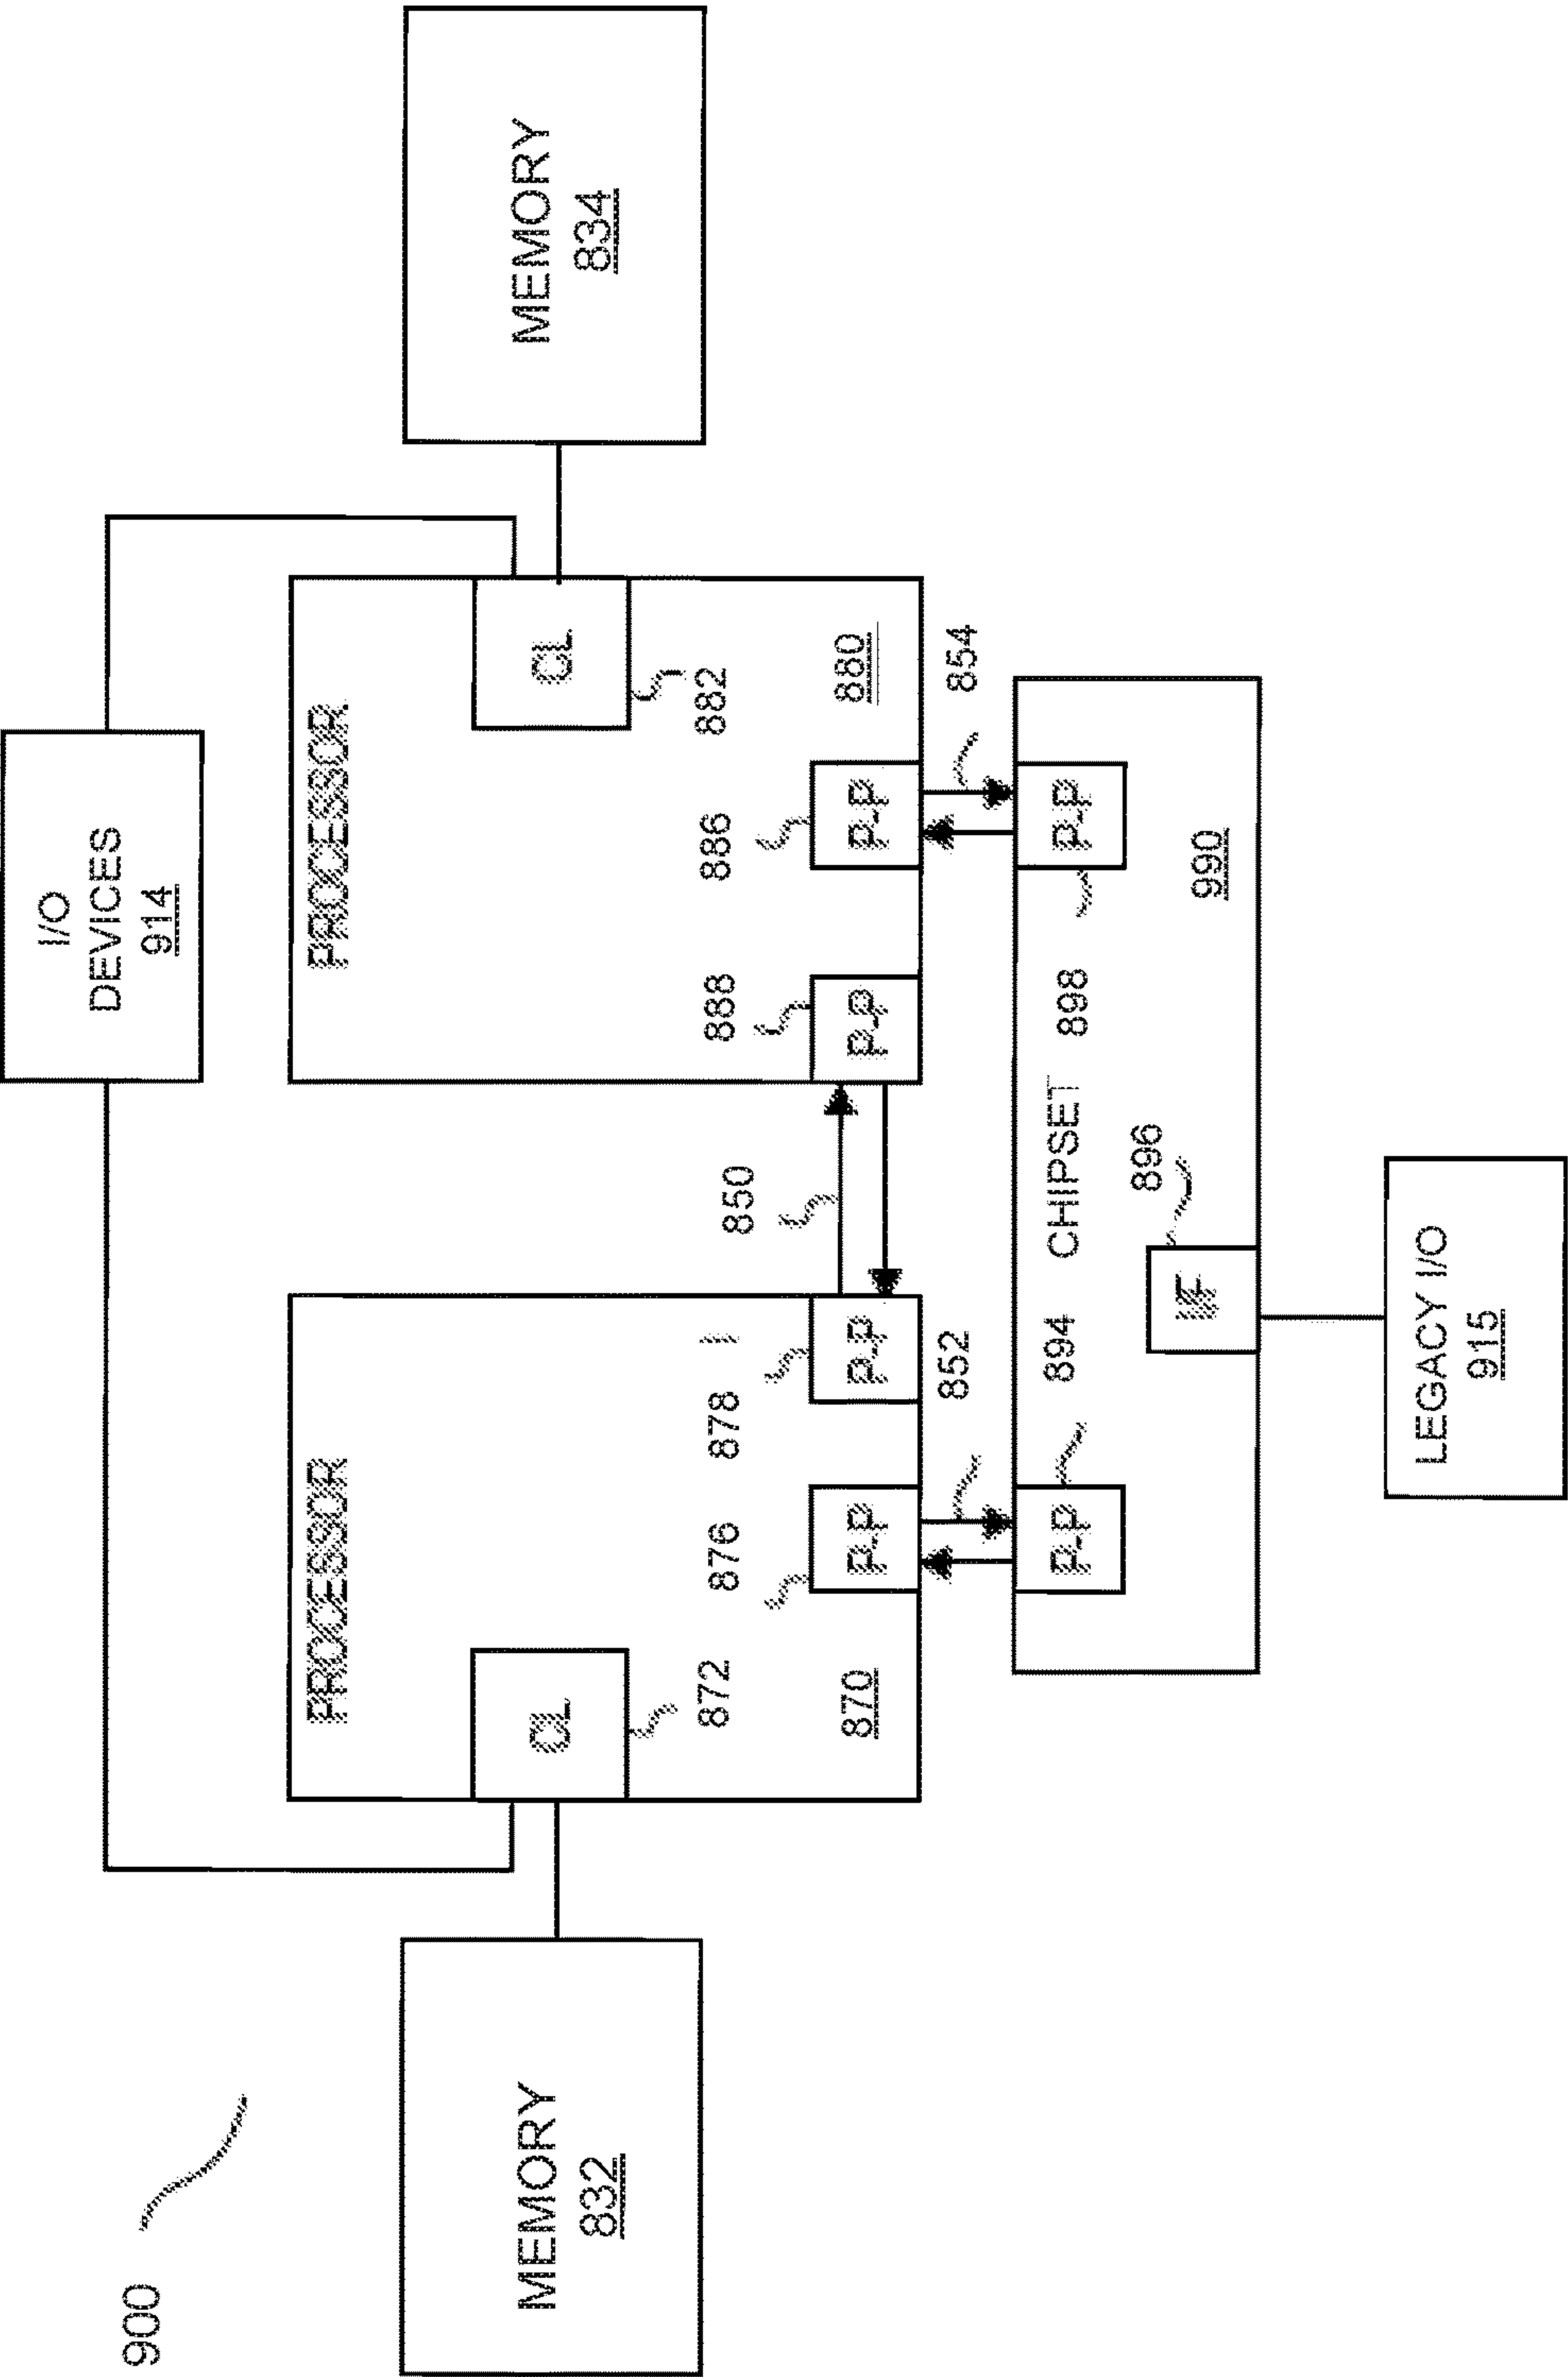 900
I/O
DEVICES
914
MEMORY
832
PROCESSOR
CL
872
870
876
P-P
878
P-P
850
PROCESSOR
CL
882
880
888
P-P
886
P-P
MEMORY
834
852
854
P-P
894
CHIPSET
898
P-P
990
896
IF
LEGACY I/O
915